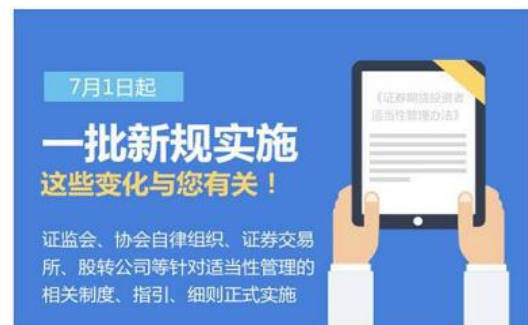 7月1日起
一批新规实施
这些变化与您有关！
证监会、协会自律组织、证券交易
所、股转公司等针对适当性管理的
相关制度、指引、细则正式实施
《证券期货投资者
适当性管理办法》